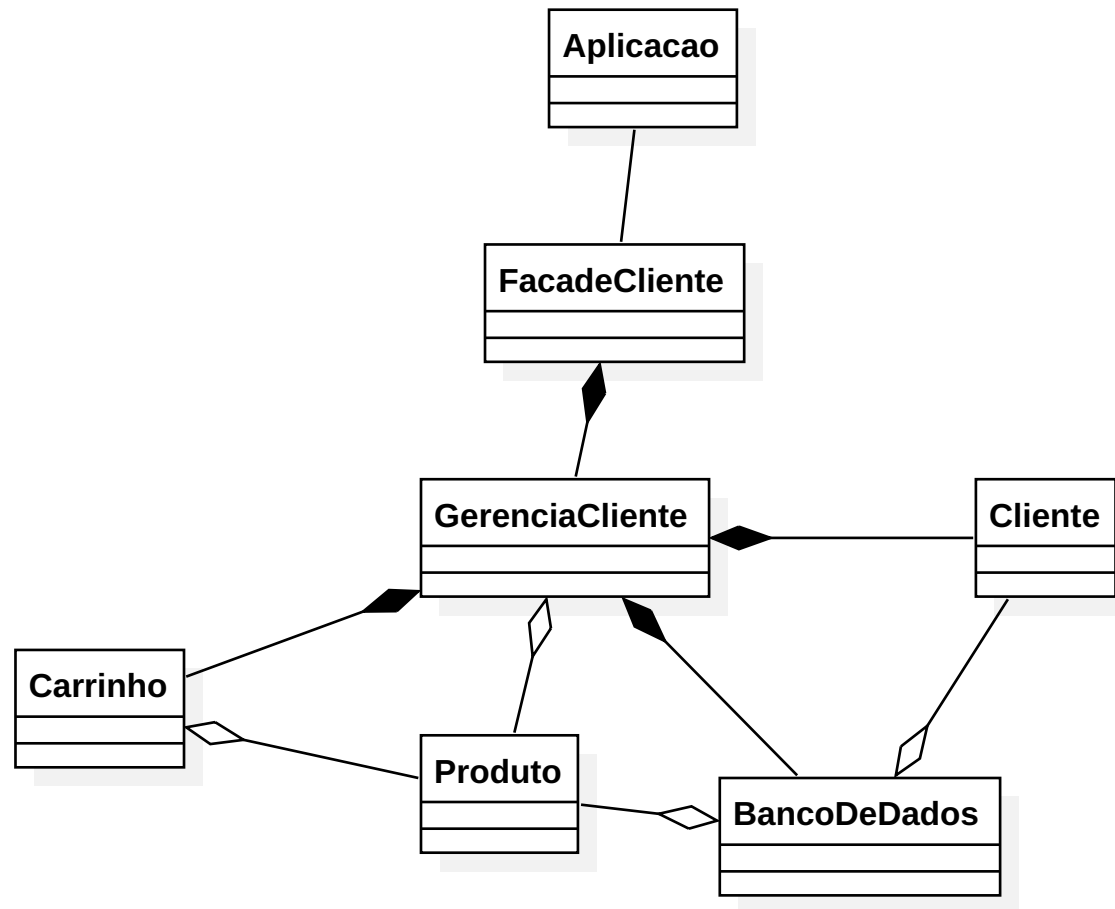 Aplicacao
FacadeCliente
GerenciaCliente
Cliente
Carrinho
Produto
BancoDeDados